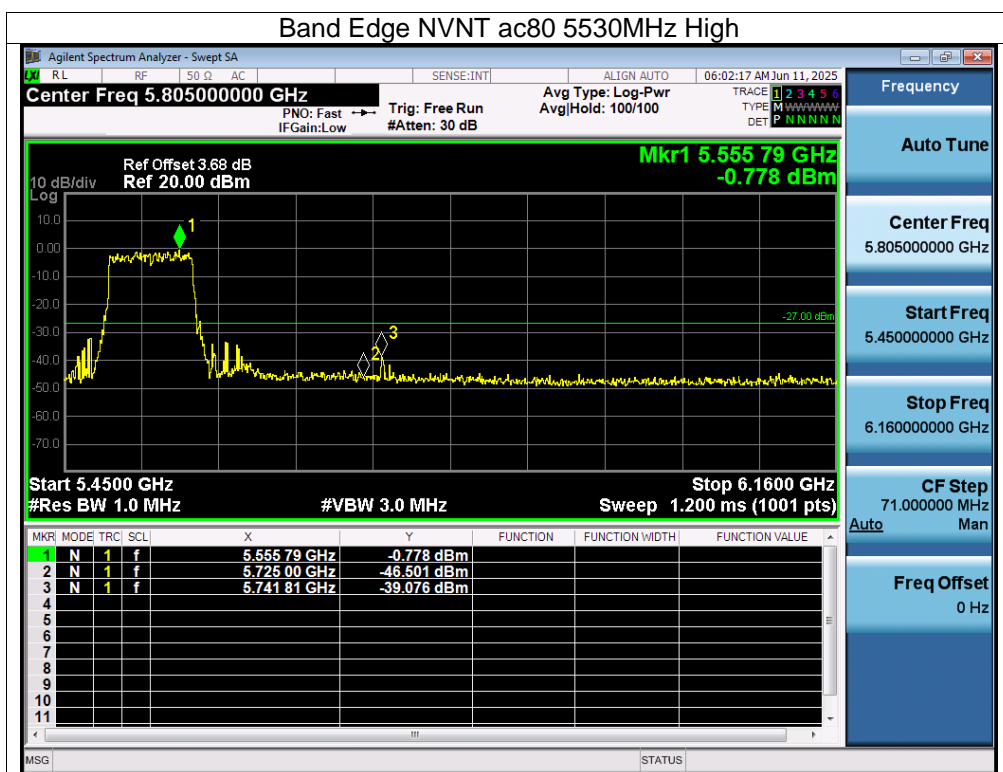 Band Edge NVNT ac80 5530MHz High
Agilent Spectrum Analyzer - Swept SA
RL RF 50 Ω AC SENSE:INT ALIGN AUTO 06:02:17 AM Jun 11, 2025
Center Freq 5.805000000 GHz
PNO: Fast
IFGain:Low
Trig: Free Run
#Atten: 30 dB
Avg Type: Log-Pwr
Avg|Hold: 100/100
TRACE 1 2 3 4 5 6
TYPE M WWWWW
DET P N N N N N
Ref Offset 3.68 dB
Ref 20.00 dBm
10 dB/div
Log
Mkr1 5.555 79 GHz
-0.778 dBm
10.0
0.00
-10.0
-20.0
-30.0
-40.0
-50.0
-60.0
-70.0
1
2
3
-27.00 dBm
Start 5.4500 GHz Stop 6.1600 GHz
#Res BW 1.0 MHz #VBW 3.0 MHz Sweep 1.200 ms (1001 pts)
MKR MODE TRC SCL X Y FUNCTION FUNCTION WIDTH FUNCTION VALUE
1 N 1 f 5.555 79 GHz -0.778 dBm
2 N 1 f 5.725 00 GHz -46.501 dBm
3 N 1 f 5.741 81 GHz -39.076 dBm
4
5
6
7
8
9
10
11
MSG STATUS
Frequency
Auto Tune
Center Freq
5.805000000 GHz
Start Freq
5.450000000 GHz
Stop Freq
6.160000000 GHz
CF Step
71.000000 MHz
Auto Man
Freq Offset
0 Hz